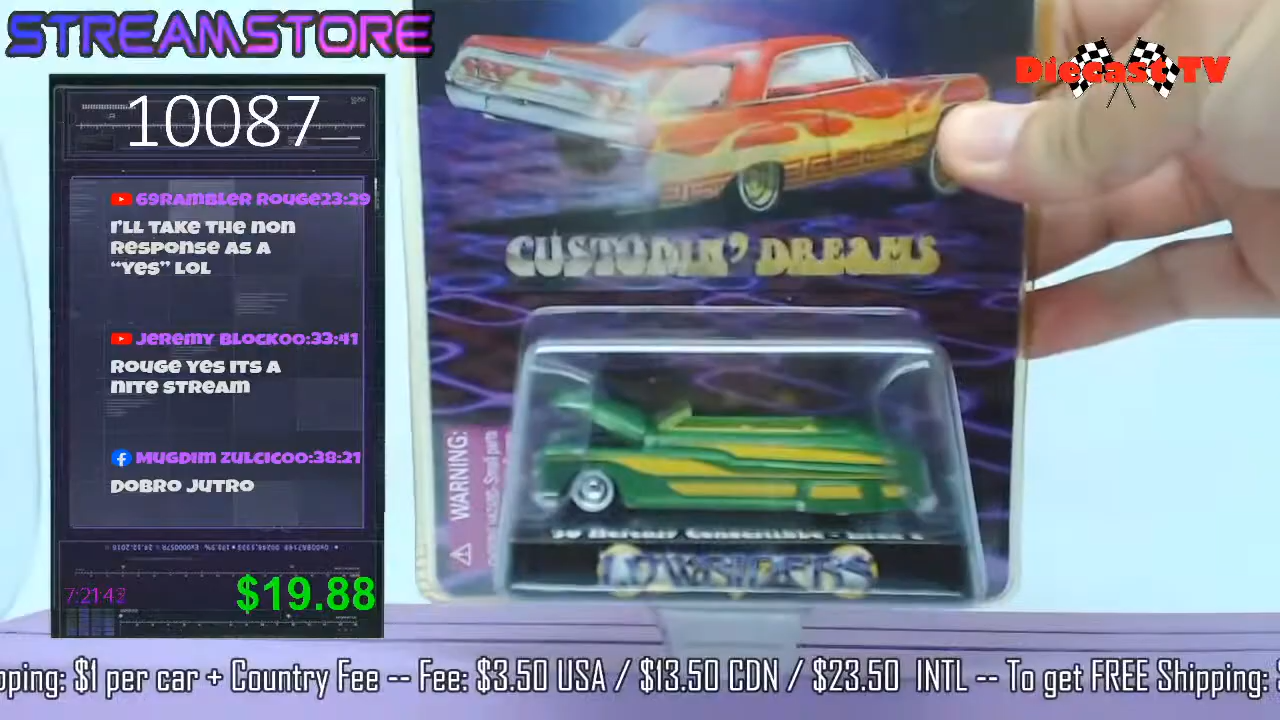 STREAMSTORE
Diecast TV
10087
69Rambler Rouge23:29
I'LL TAKE THE NON
RESPONSE AS A
"YES" LOL
Jeremy Block00:33:41
ROUGE YES ITS A
NITE STREAM
Mugdim Zulcic00:38:21
DOBRO JUTRO
7:21:43
$19.88
DREAMS
WARNING:
Small parts
Convertible
LOWRIDERS
pping: $1 per car + Country Fee -- Fee: $3.50 USA / $13.50 CDN / $23.50 INTL -- To get FREE Shipping: